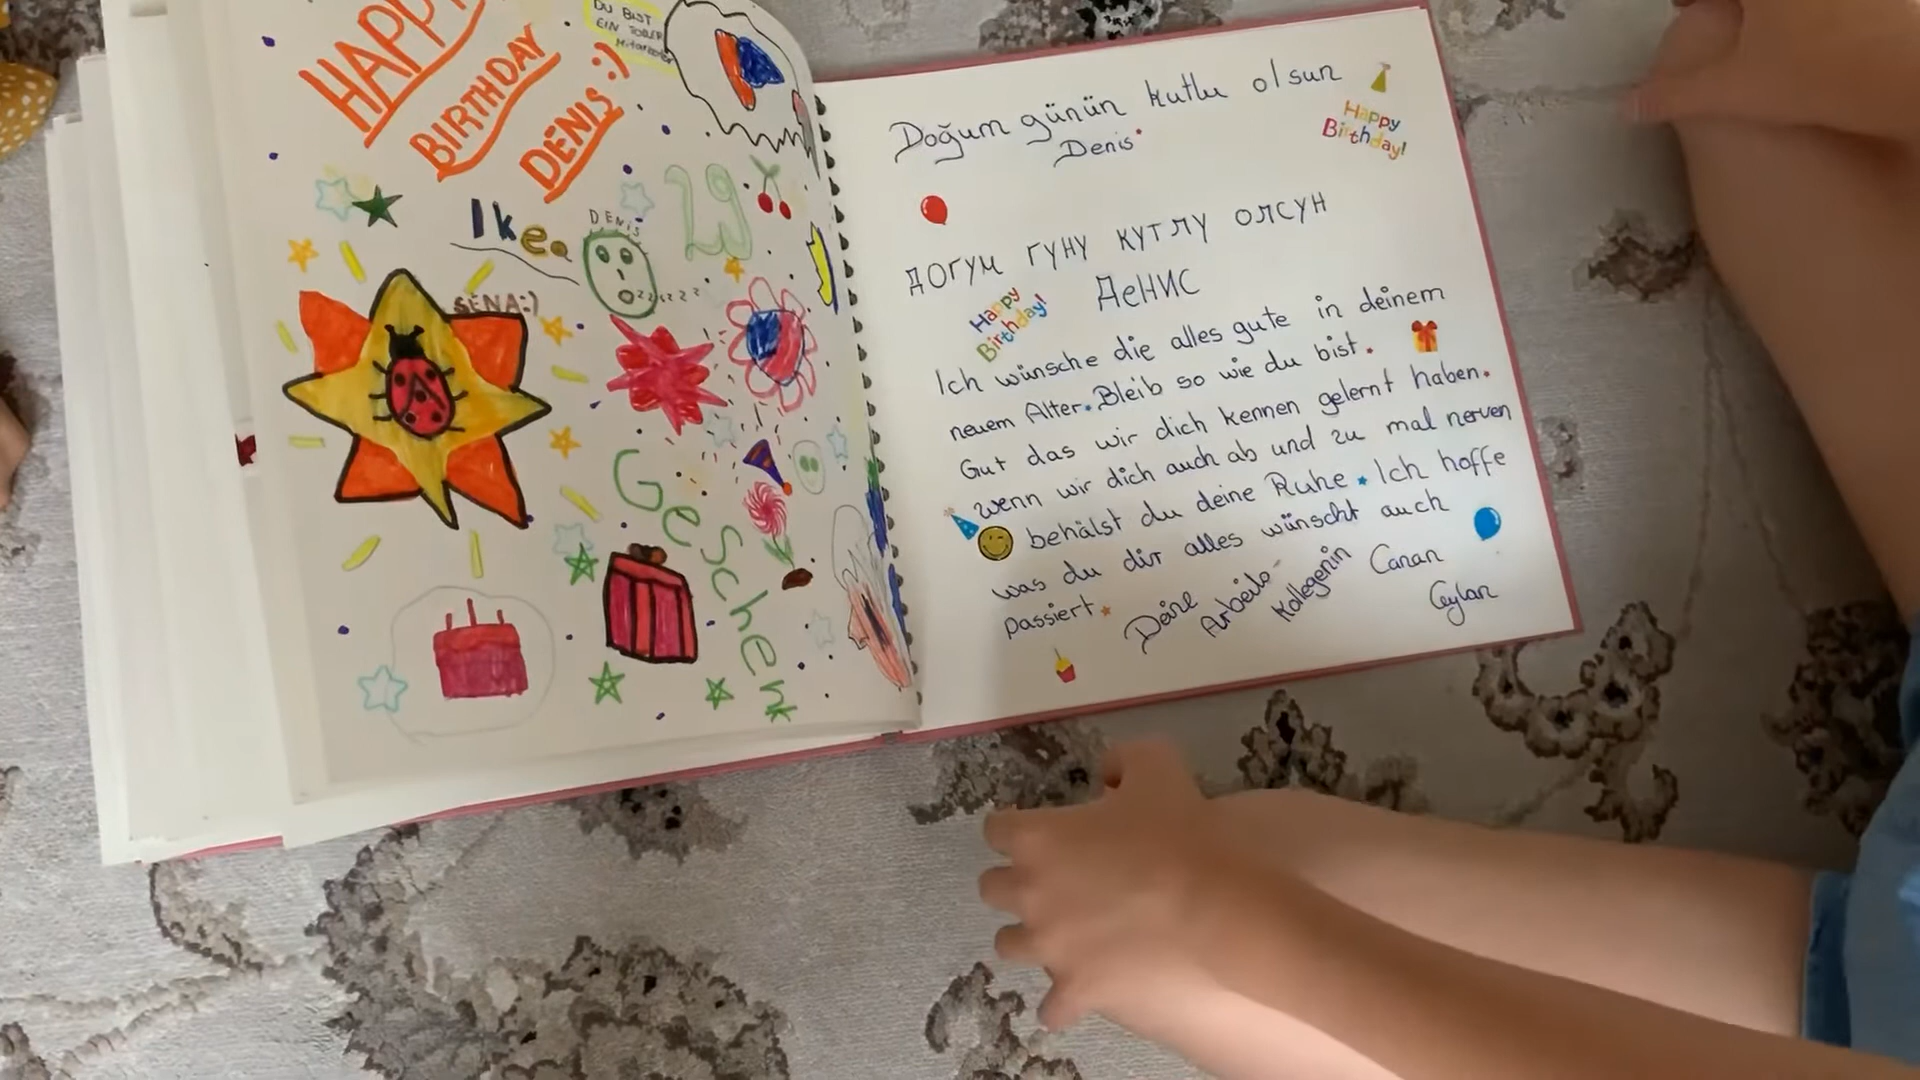 HAPPY
BIRTHDAY
DENIS :)
DU BIST
EIN TOLLER
Mitarbeiter
Ikea
DENIS
29
zzszzz
SENA:)
Geschenk
Doğum günün kutlu olsun
Denis
Happy
Birthday!
ДОГУМ ГУНУ КУТЛУ ОЛСУН
ДеНИС
Happy
Birthday!
Ich wünsche die alles gute in deinem
neuem Alter. Bleib so wie du bist.
Gut das wir dich kennen gelernt haben.
wenn wir dich auch ab und zu mal nerven
behälst du deine Ruhe. Ich hoffe
was du dir alles wünscht auch
passiert
Deine
Arbeits-
Kollegenin
Canan
Ceylan